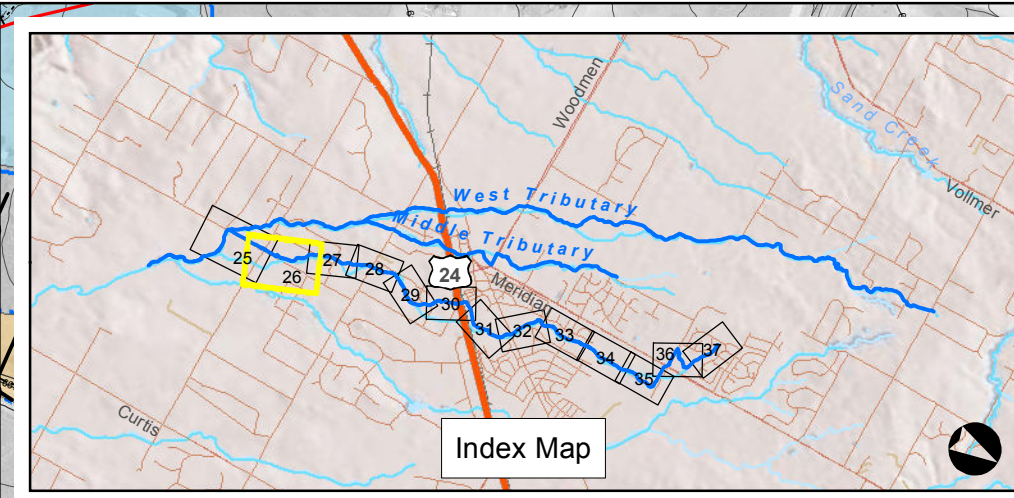 Woodmen
Sand Creek
Vollmer
West Tributary
Middle Tributary
24
Meridian
25
26
27
28
29
30
31
32
33
34
35
36
37
Curtis
Index Map